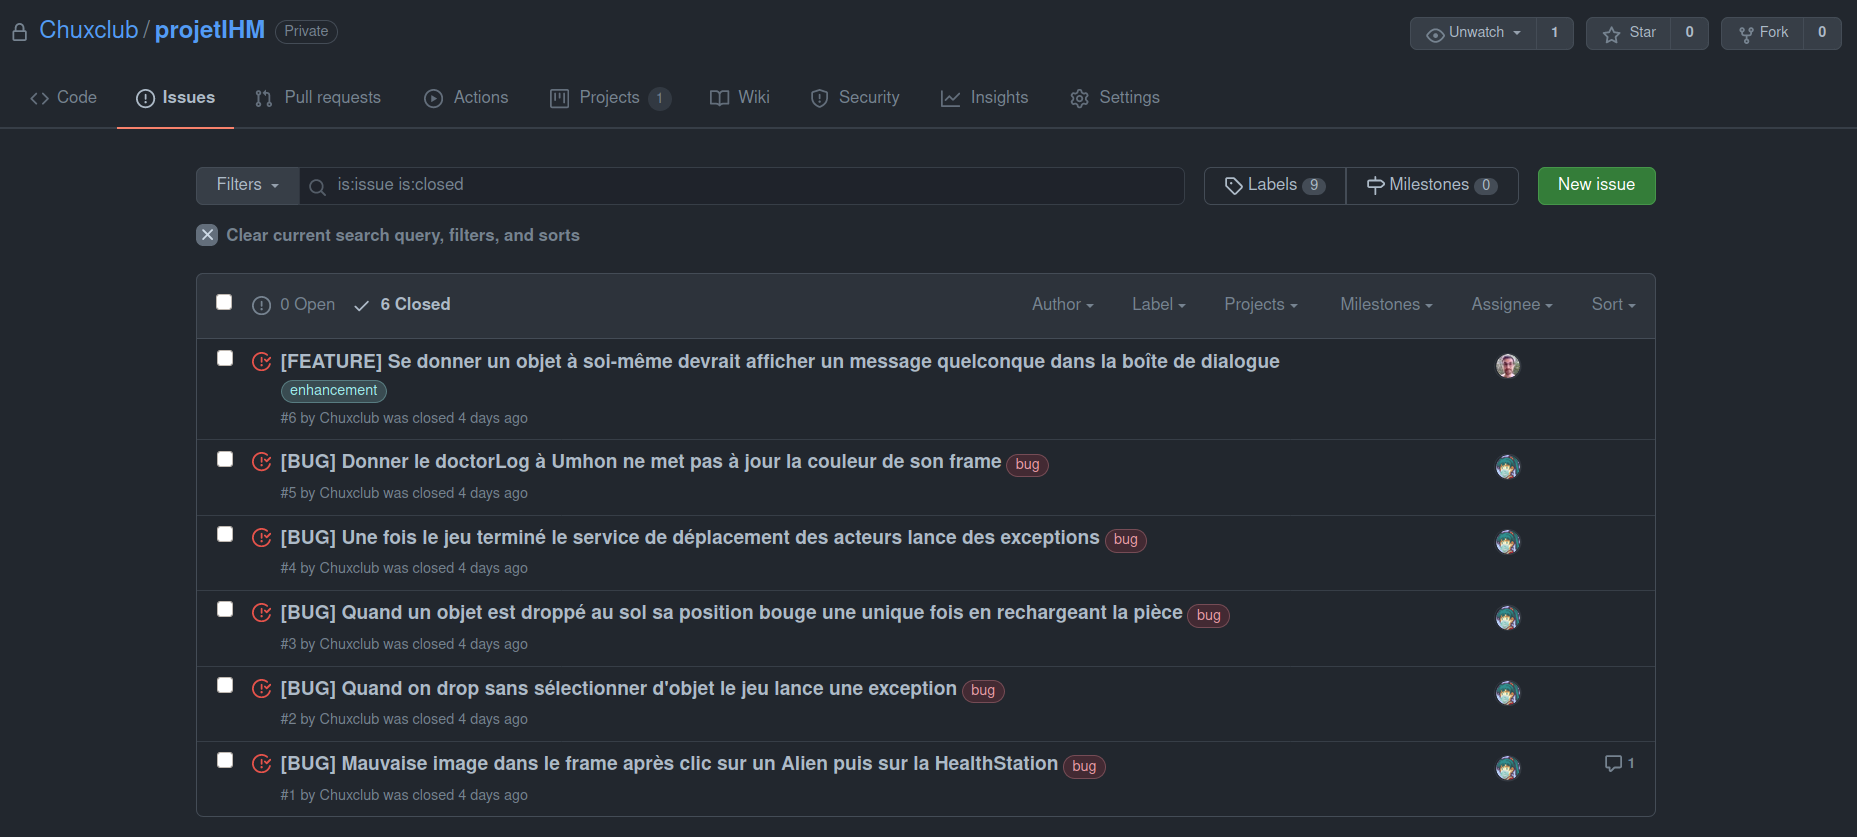 Chuxclub / projetIHM Private
Unwatch 1 Star 0 Fork 0
Code Issues Pull requests Actions Projects 1 Wiki Security Insights Settings
Filters is:issue is:closed Labels 9 Milestones 0 New issue
Clear current search query, filters, and sorts
0 Open 6 Closed Author Label Projects Milestones Assignee Sort
[FEATURE] Se donner un objet à soi-même devrait afficher un message quelconque dans la boîte de dialogue
enhancement
#6 by Chuxclub was closed 4 days ago
[BUG] Donner le doctorLog à Umhon ne met pas à jour la couleur de son frame bug
#5 by Chuxclub was closed 4 days ago
[BUG] Une fois le jeu terminé le service de déplacement des acteurs lance des exceptions bug
#4 by Chuxclub was closed 4 days ago
[BUG] Quand un objet est droppé au sol sa position bouge une unique fois en rechargeant la pièce bug
#3 by Chuxclub was closed 4 days ago
[BUG] Quand on drop sans sélectionner d'objet le jeu lance une exception bug
#2 by Chuxclub was closed 4 days ago
[BUG] Mauvaise image dans le frame après clic sur un Alien puis sur la HealthStation bug 1
#1 by Chuxclub was closed 4 days ago